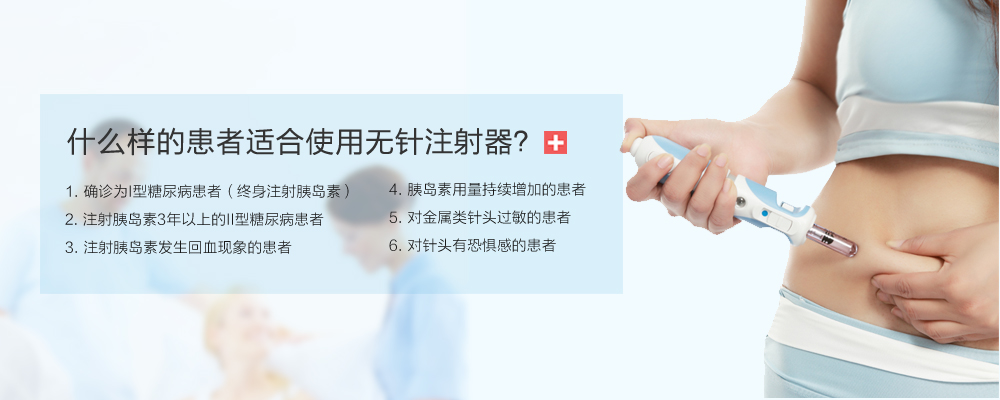 什么样的患者适合使用无针注射器？
1. 确诊为I型糖尿病患者（终身注射胰岛素）
2. 注射胰岛素3年以上的II型糖尿病患者
3. 注射胰岛素发生回血现象的患者
4. 胰岛素用量持续增加的患者
5. 对金属类针头过敏的患者
6. 对针头有恐惧感的患者